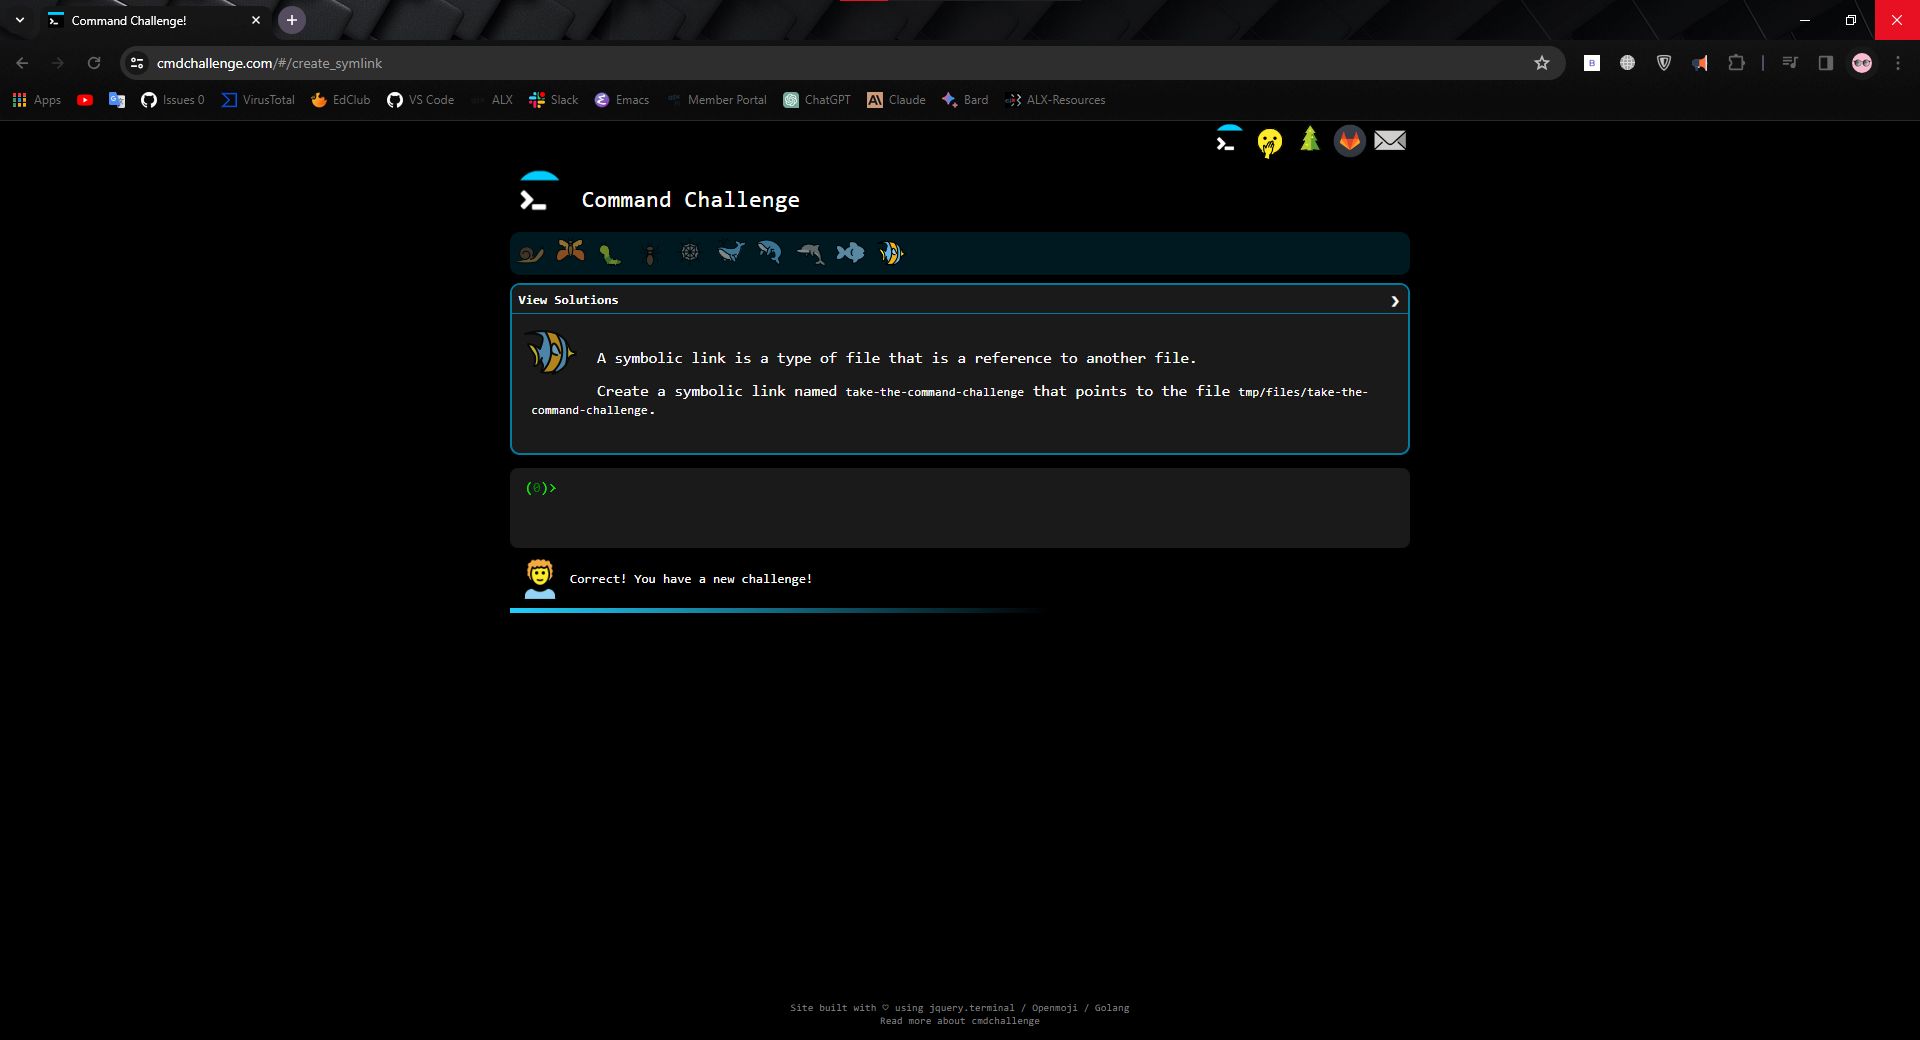 Command Challenge!
cmdchallenge.com/#/create_symlink
Apps
Issues 0
VirusTotal
EdClub
VS Code
ALX
Slack
Emacs
Member Portal
ChatGPT
Claude
Bard
ALX-Resources
Command Challenge
View Solutions
A symbolic link is a type of file that is a reference to another file.
Create a symbolic link named take-the-command-challenge that points to the file tmp/files/take-the-
command-challenge.
(0)>
Correct! You have a new challenge!
Site built with ♡ using jquery.terminal / Openmoji / Golang
Read more about cmdchallenge